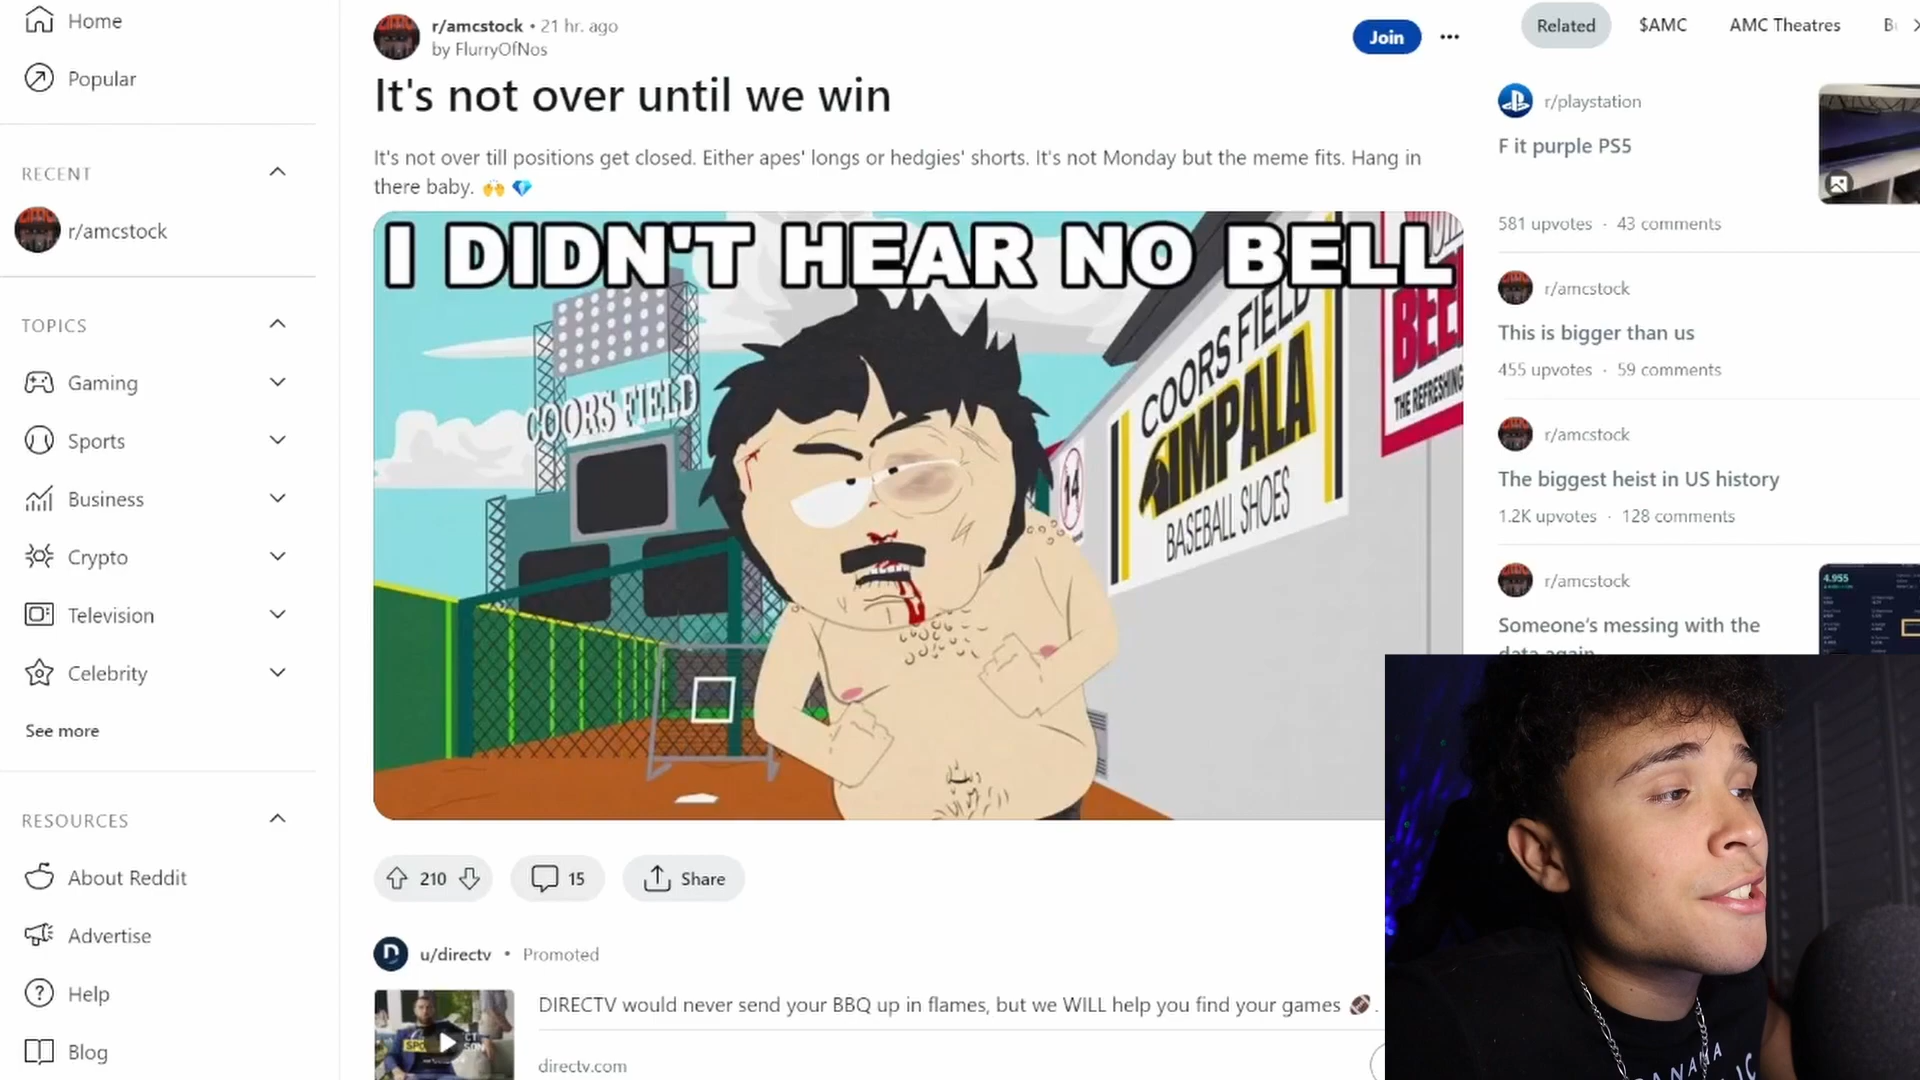 Home
Popular
RECENT
r/amcstock
TOPICS
Gaming
Sports
Business
Crypto
Television
Celebrity
See more
RESOURCES
About Reddit
Advertise
Help
Blog
r/amcstock • 21 hr. ago
by FlurryOfNos
Join
It's not over until we win
It's not over till positions get closed. Either apes' longs or hedgies' shorts. It's not Monday but the meme fits. Hang in
there baby. 🙌 💎
I DIDN'T HEAR NO BELL
COORS FIELD
COORS FIELD
IMPALA
BASEBALL SHOES
14
BEE
THE REFRESHING
210
15
Share
u/directv • Promoted
DIRECTV would never send your BBQ up in flames, but we WILL help you find your games 🏈 .
directv.com
Related
$AMC
AMC Theatres
r/playstation
F it purple PS5
581 upvotes · 43 comments
r/amcstock
This is bigger than us
455 upvotes · 59 comments
r/amcstock
The biggest heist in US history
1.2K upvotes · 128 comments
r/amcstock
Someone's messing with the
data again
4.955